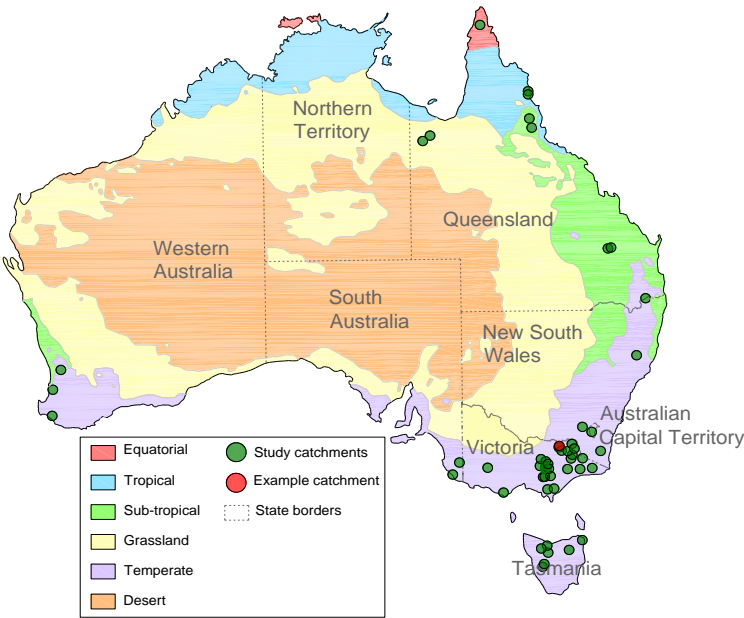 Northern
Territory
Queensland
Western
Australia
South
Australia
New South
Wales
Australian
Capital Territory
Victoria
Tasmania
Equatorial
Study catchments
Tropical
Example catchment
Sub-tropical
State borders
Grassland
Temperate
Desert